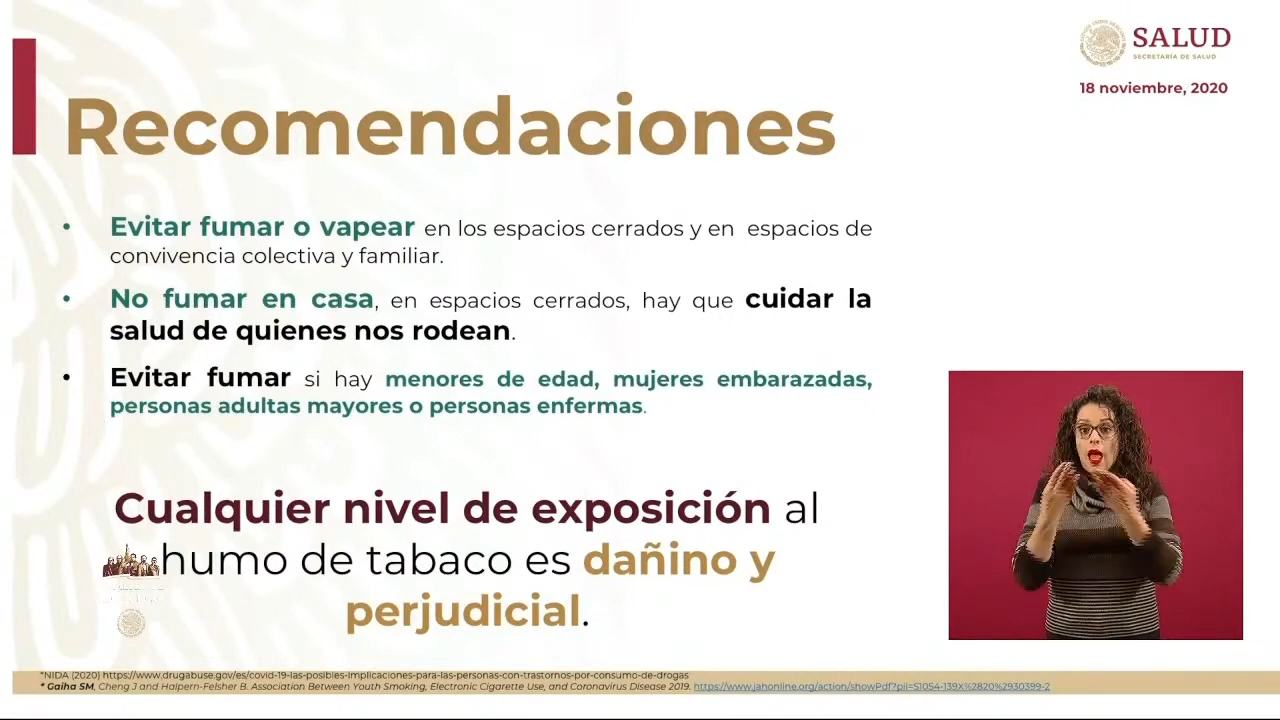 SALUD
SECRETARÍA DE SALUD
18 noviembre, 2020
Recomendaciones
• Evitar fumar o vapear en los espacios cerrados y en espacios de
convivencia colectiva y familiar.
• No fumar en casa, en espacios cerrados, hay que cuidar la
salud de quienes nos rodean.
• Evitar fumar si hay menores de edad, mujeres embarazadas,
personas adultas mayores o personas enfermas.
Cualquier nivel de exposición al
humo de tabaco es dañino y
perjudicial.
*NIDA (2020) https://www.drugabuse.gov/es/covid-19-las-posibles-implicaciones-para-las-personas-con-trastornos-por-consumo-de-drogas
* Gaiha SM, Cheng J and Halpern-Felsher B. Association Between Youth Smoking, Electronic Cigarette Use, and Coronavirus Disease 2019. https://www.jahonline.org/action/showPdf?pii=S1054-139X%2820%2930399-2